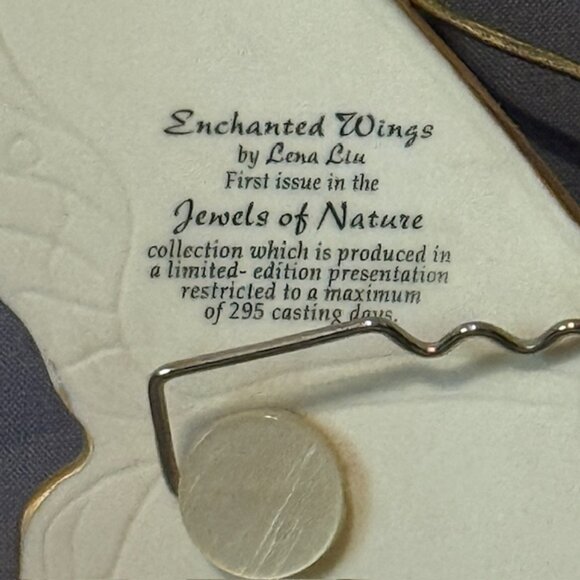 Enchanted Wings
by Lena Liu
First issue in the
Jewels of Nature
collection which is produced in
a limited- edition presentation
restricted to a maximum
of 295 casting days.